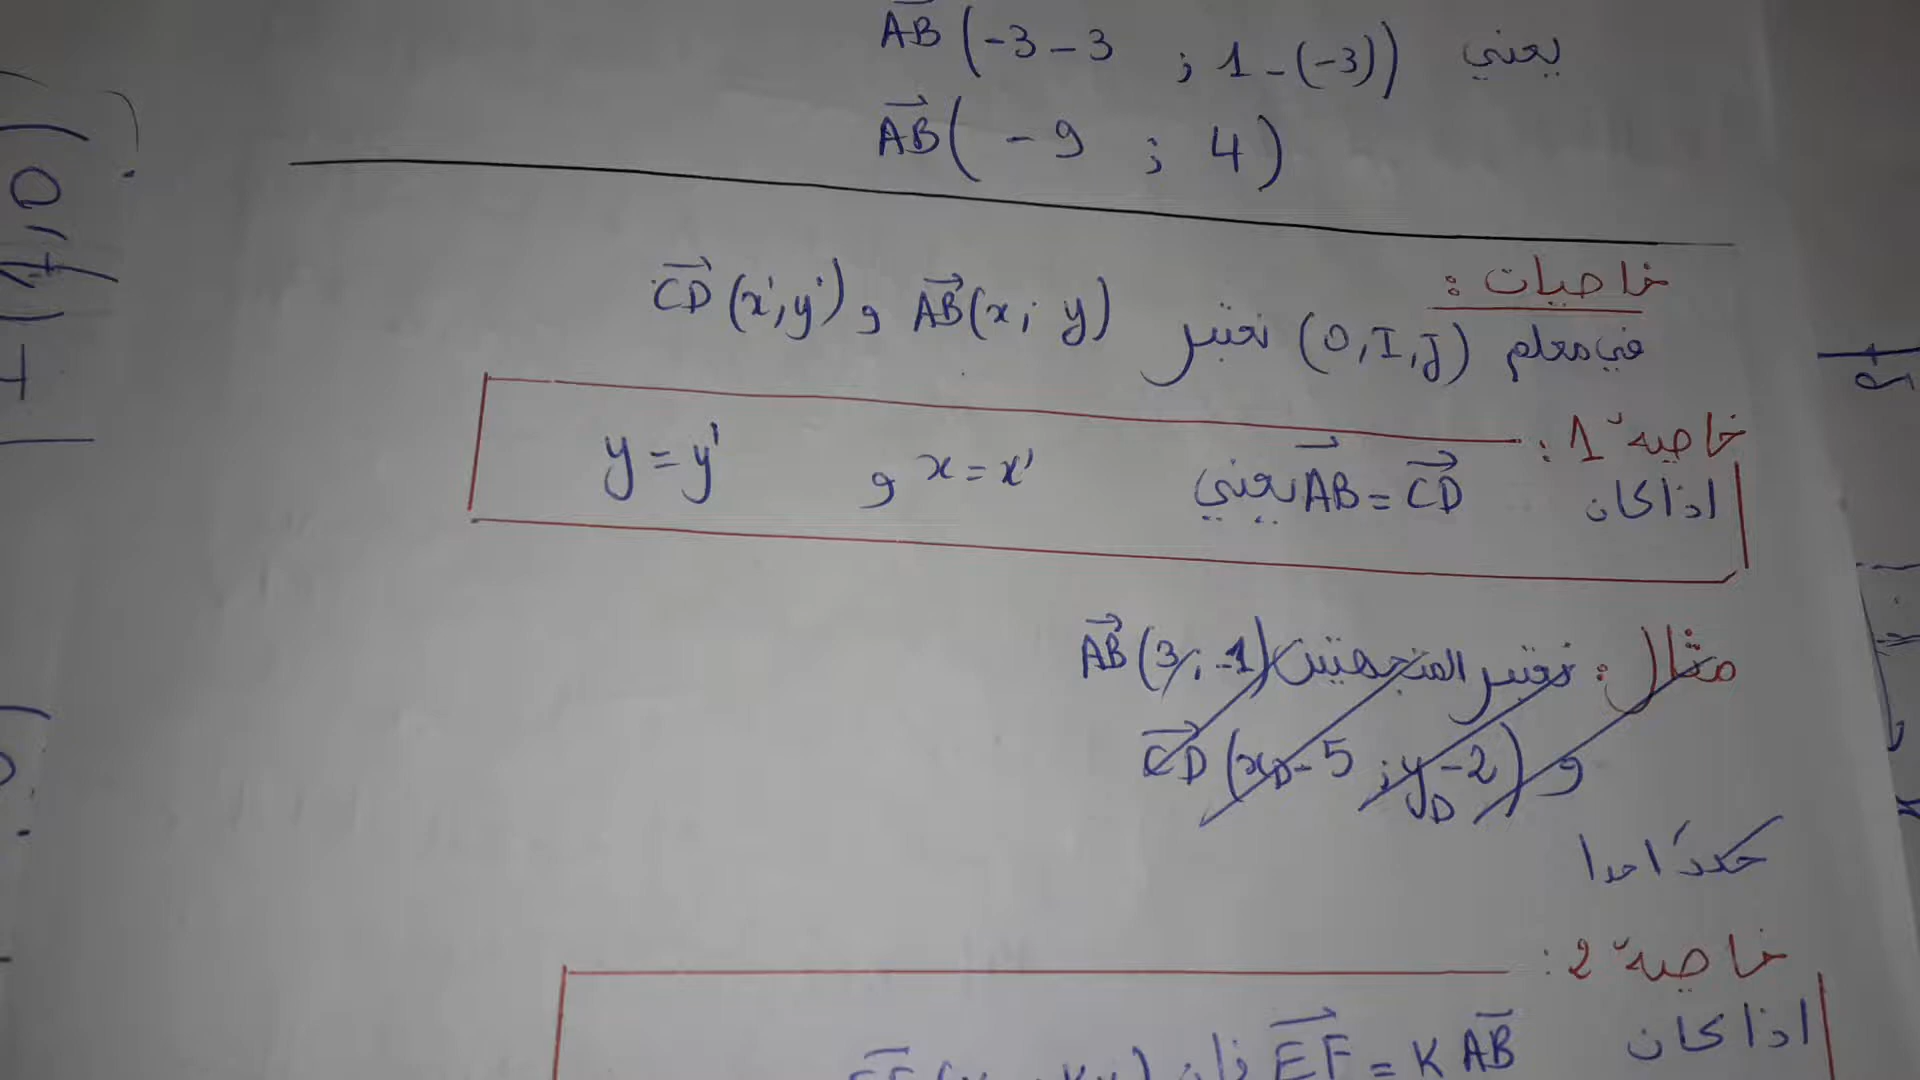 يعني AB(-3-3 ; 1-(-3))
AB(-9 ; 4)
خاصيات :
في معلم (O,I,J) نعتبر AB(x; y) و CD(x';y')
خاصية 1 :
اذا كان AB = CD يعني x = x' و y = y'
مثال : نعتبر المتجهتين AB(3; -1)
و CD(xD-5 ; yD-2)
حدد احدا
خاصية 2 :
اذا كان EF = K AB فان